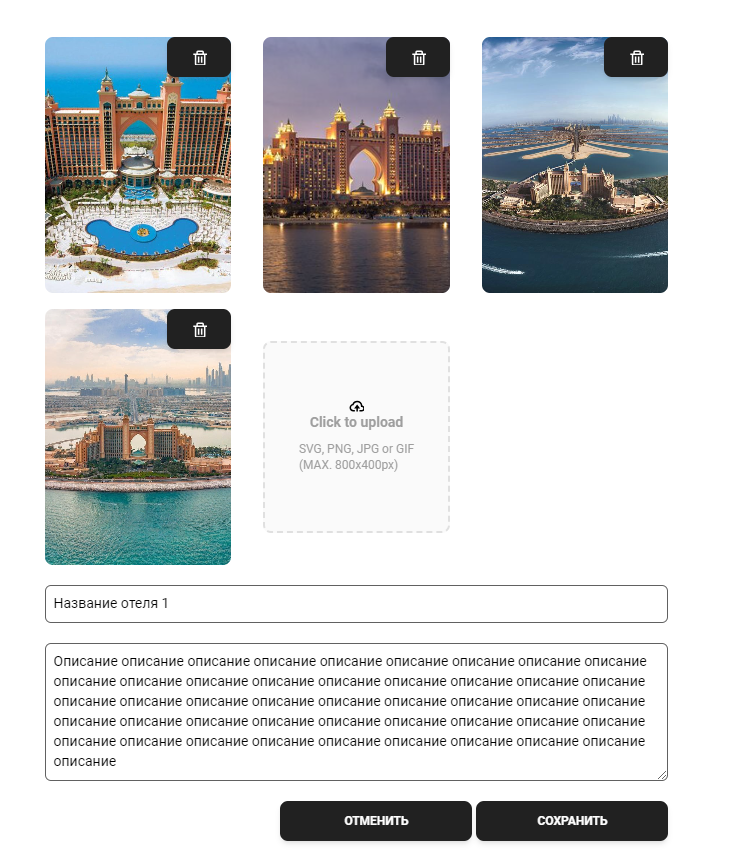 Click to upload
SVG, PNG, JPG or GIF
(MAX. 800x400px)
Название отеля 1
Описание описание описание описание описание описание описание описание описание
описание описание описание описание описание описание описание описание описание
описание описание описание описание описание описание описание описание описание
описание описание описание описание описание описание описание описание описание
описание описание описание описание описание описание описание описание описание
описание
ОТМЕНИТЬ
СОХРАНИТЬ